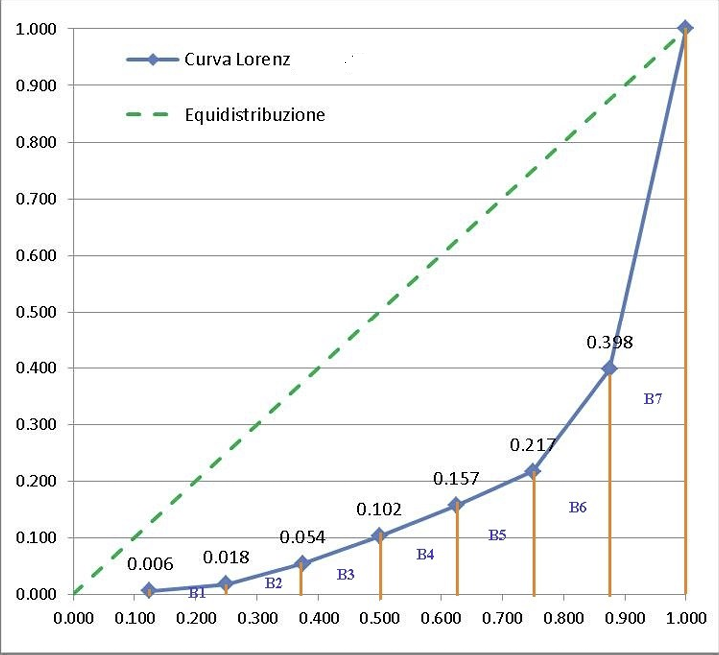 1.000
0.900
0.800
0.700
0.600
0.500
0.400
0.300
0.200
0.100
0.000
Curva Lorenz
Equidistribuzione
0.006
0.018
0.054
0.102
0.157
0.217
0.398
B1
B2
B3
B4
B5
B6
B7
0.000 0.100 0.200 0.300 0.400 0.500 0.600 0.700 0.800 0.900 1.000